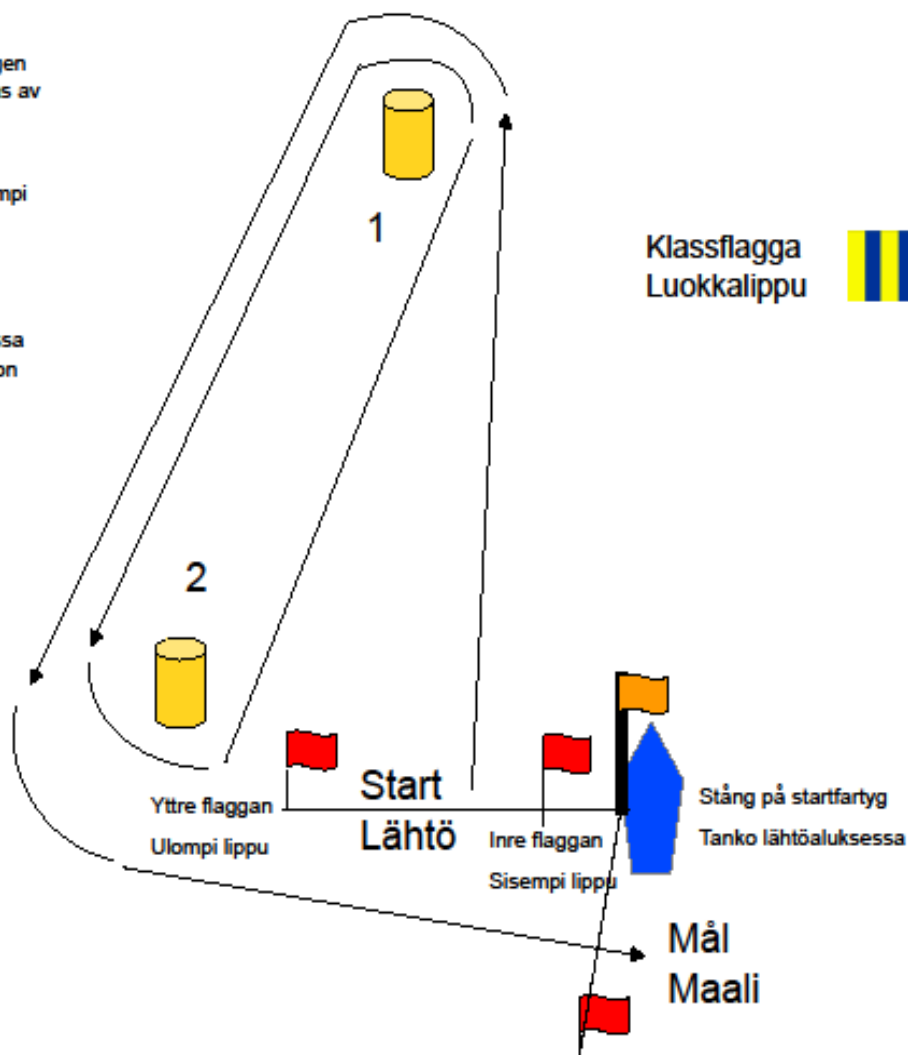 1
Klassflagga
Luokkalippu
2
Yttre flaggan
Ulompi lippu
Start
Lähtö
Inre flaggan
Sisempi lippu
Stång på startfartyg
Tanko lähtöaluksessa
Mål
Maali